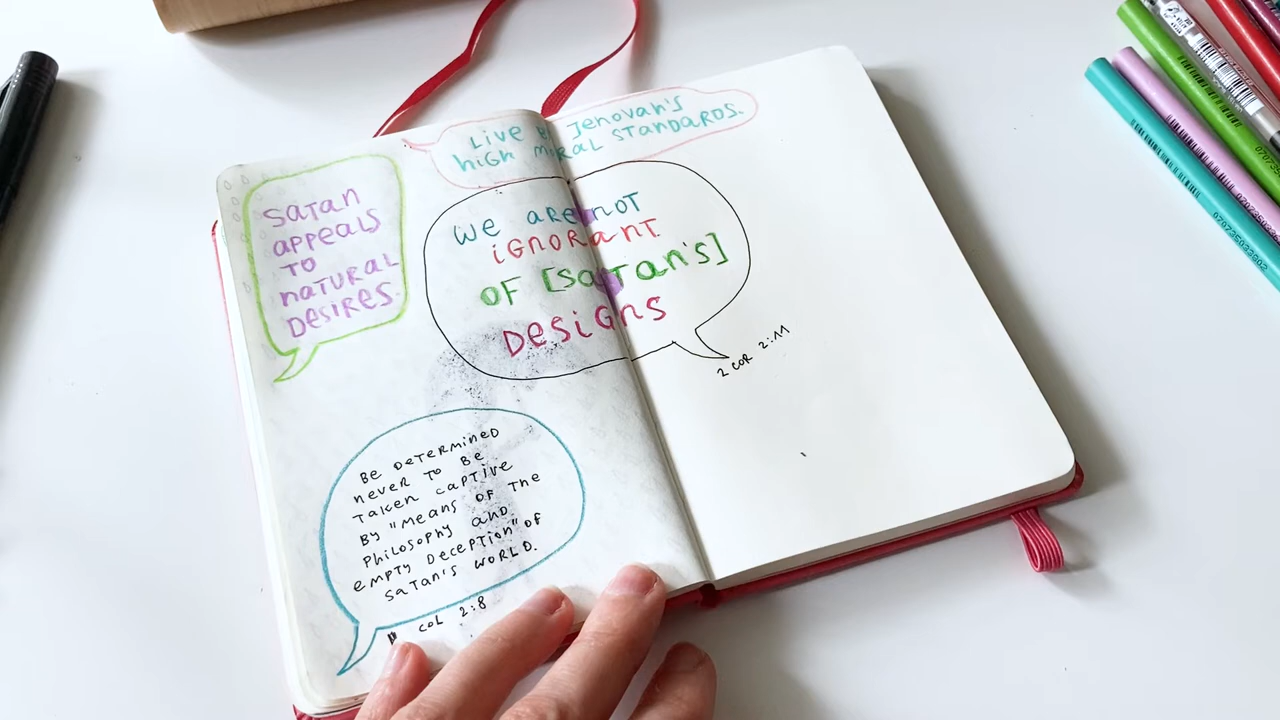 Live by Jehovah's
high moral standards.
Satan
appeals
to
natural
desires.
We are not
ignorant
of [Satan's]
designs
2 cor 2:11
Be determined
never to be
taken captive
by "means of the
philosophy and
empty deception" of
Satan's world.
col 2:8